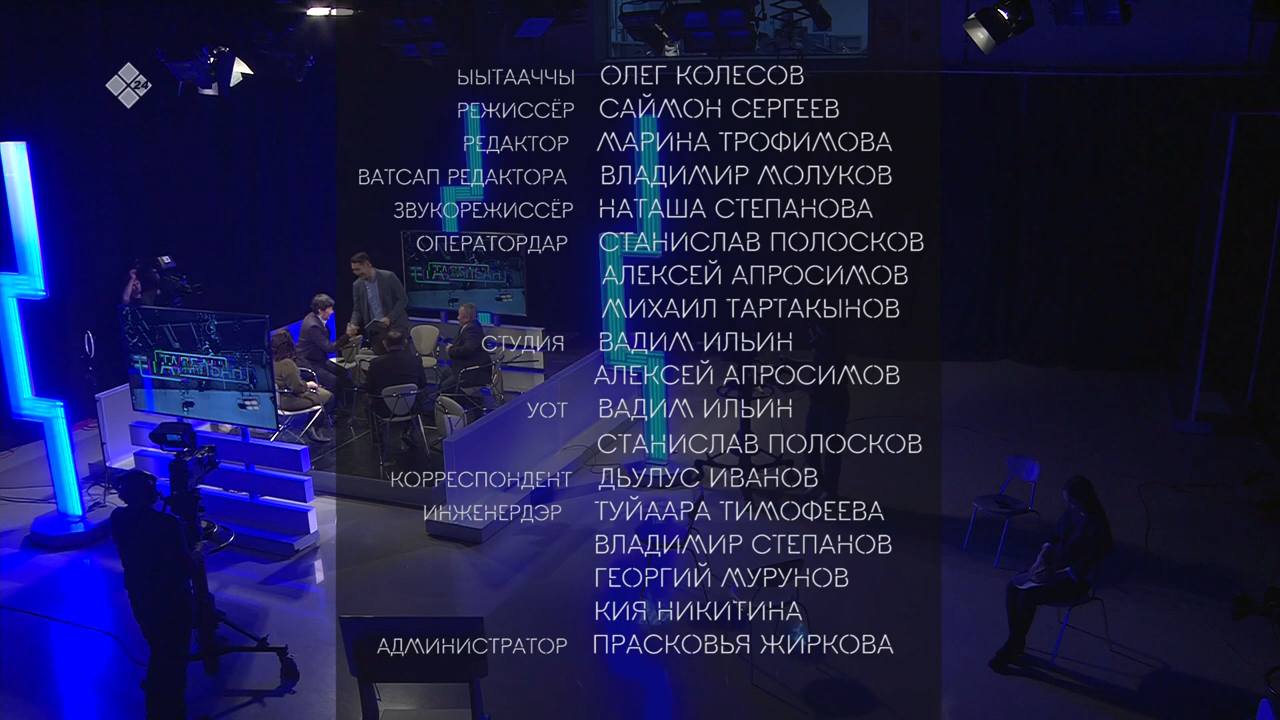 X24
ЫЫТААЧЧЫ ОЛЕГ КОЛЕСОВ
РЕЖИССЁР САЙМОН СЕРГЕЕВ
РЕДАКТОР МАРИНА ТРОФИМОВА
ВАТСАП РЕДАКТОРА ВЛАДИМИР МОЛУКОВ
ЗВУКОРЕЖИССЁР НАТАША СТЕПАНОВА
ОПЕРАТОРДАР СТАНИСЛАВ ПОЛОСКОВ
АЛЕКСЕЙ АПРОСИМОВ
МИХАИЛ ТАРТАКЫНОВ
СТУДИЯ ВАДИМ ИЛЬИН
АЛЕКСЕЙ АПРОСИМОВ
УОТ ВАДИМ ИЛЬИН
СТАНИСЛАВ ПОЛОСКОВ
КОРРЕСПОНДЕНТ ДЬУЛУС ИВАНОВ
ИНЖЕНЕРДЭР ТУЙААРА ТИМОФЕЕВА
ВЛАДИМИР СТЕПАНОВ
ГЕОРГИЙ МУРУНОВ
КИЯ НИКИТИНА
АДМИНИСТРАТОР ПРАСКОВЬЯ ЖИРКОВА